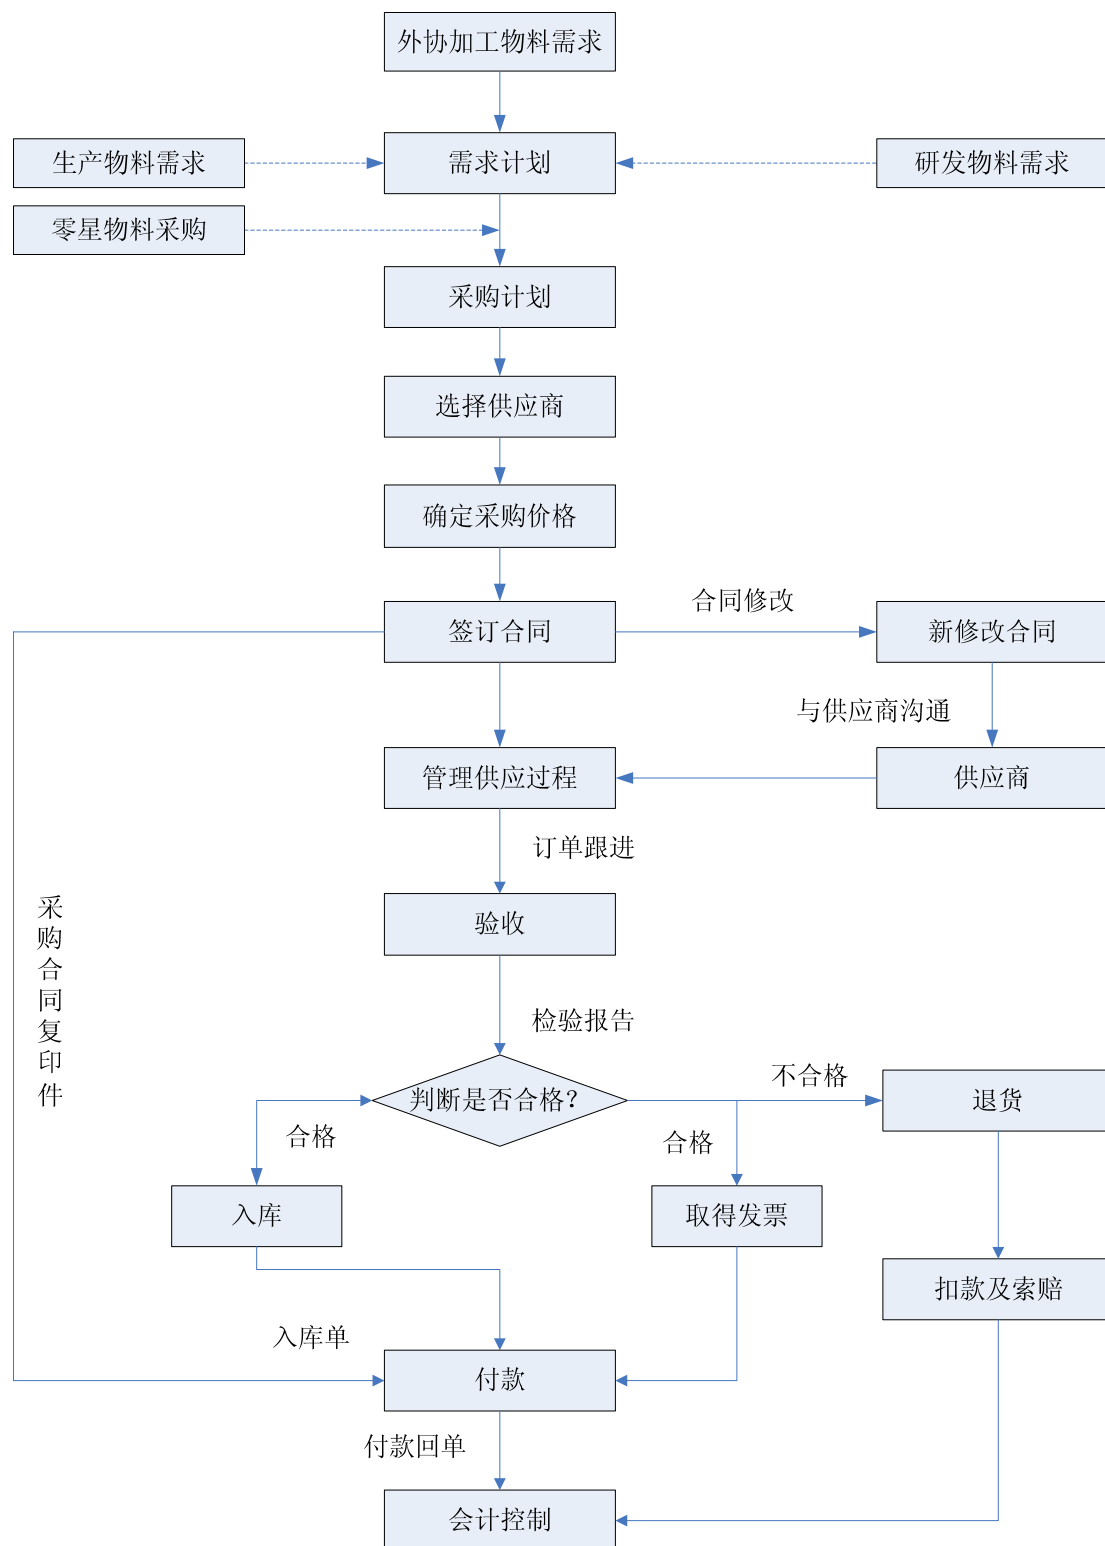 外协加工物料需求
生产物料需求
需求计划
研发物料需求
零星物料采购
采购计划
选择供应商
确定采购价格
合同修改
签订合同
新修改合同
与供应商沟通
管理供应过程
供应商
订单跟进
采购合同复印件
验收
检验报告
不合格
判断是否合格？
退货
合格
合格
入库
取得发票
扣款及索赔
入库单
付款
付款回单
会计控制